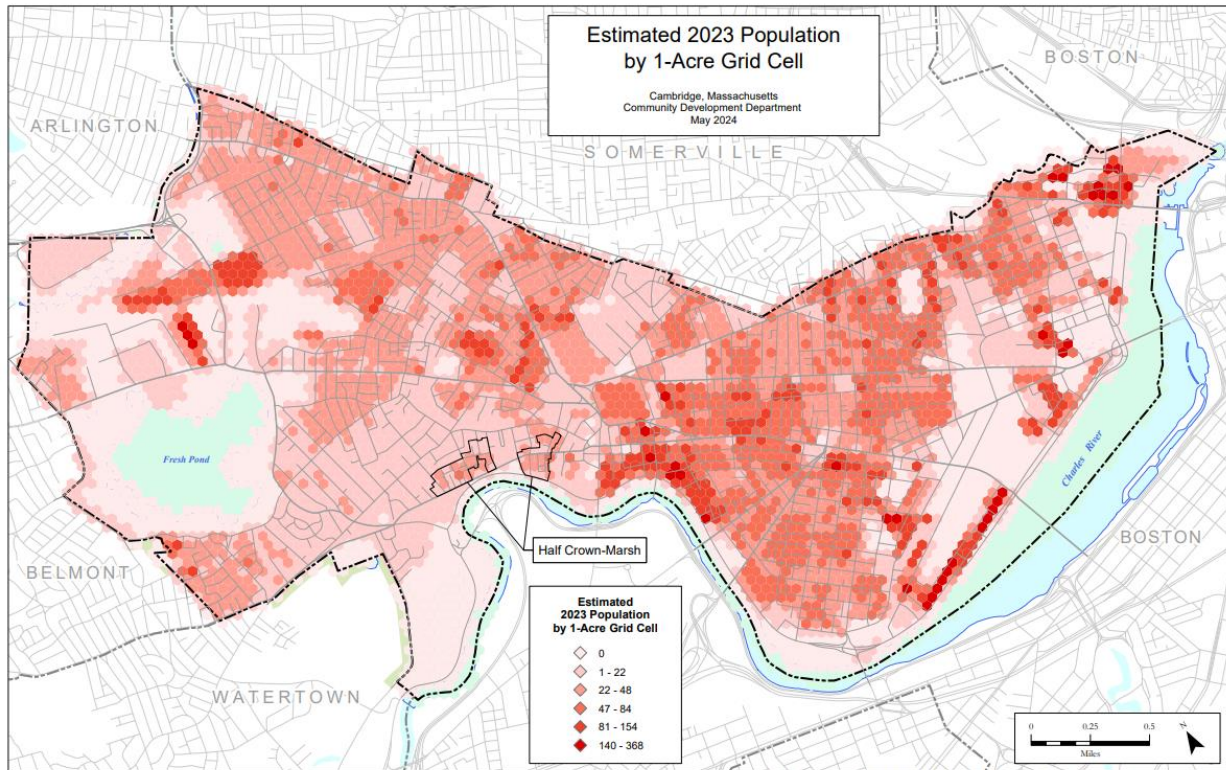 Estimated 2023 Population
by 1-Acre Grid Cell
Cambridge, Massachusetts
Community Development Department
May 2024
BOSTON
ARLINGTON
SOMERVILLE
Fresh Pond
Charles River
Half Crown-Marsh
BOSTON
BELMONT
WATERTOWN
Estimated
2023 Population
by 1-Acre Grid Cell
0
1 - 22
22 - 48
47 - 84
81 - 154
140 - 368
0 0.25 0.5
Miles
N